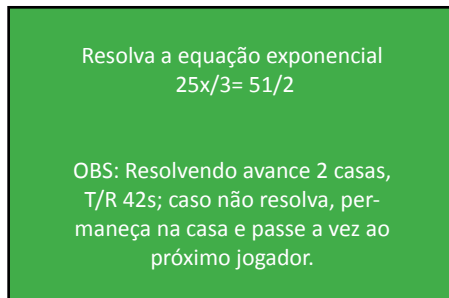 Resolva a equação exponencial
25x/3= 51/2
OBS: Resolvendo avance 2 casas,
T/R 42s; caso não resolva, per-
maneça na casa e passe a vez ao
próximo jogador.